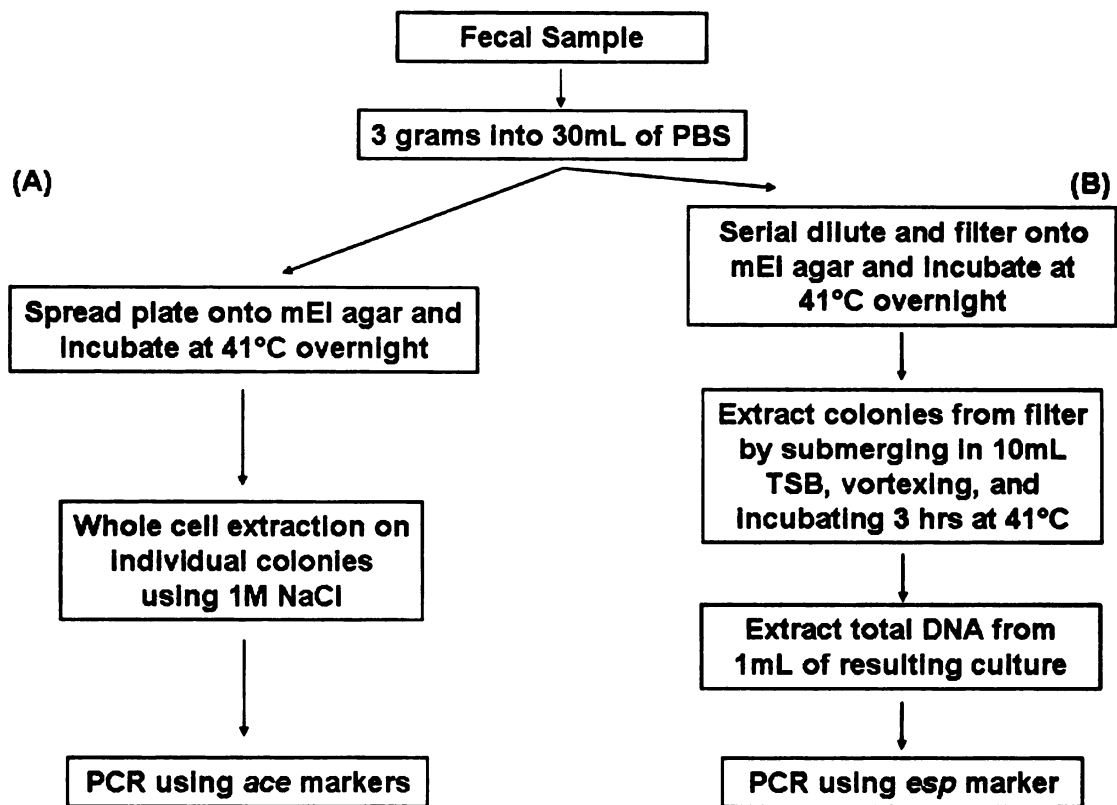 Fecal Sample
3 grams into 30mL of PBS
(A)
Spread plate onto mEI agar and
incubate at 41°C overnight
Whole cell extraction on
individual colonies
using 1M NaCl
PCR using ace markers
(B)
Serial dilute and filter onto
mEI agar and incubate at
41°C overnight
Extract colonies from filter
by submerging in 10mL
TSB, vortexing, and
incubating 3 hrs at 41°C
Extract total DNA from
1mL of resulting culture
PCR using esp marker